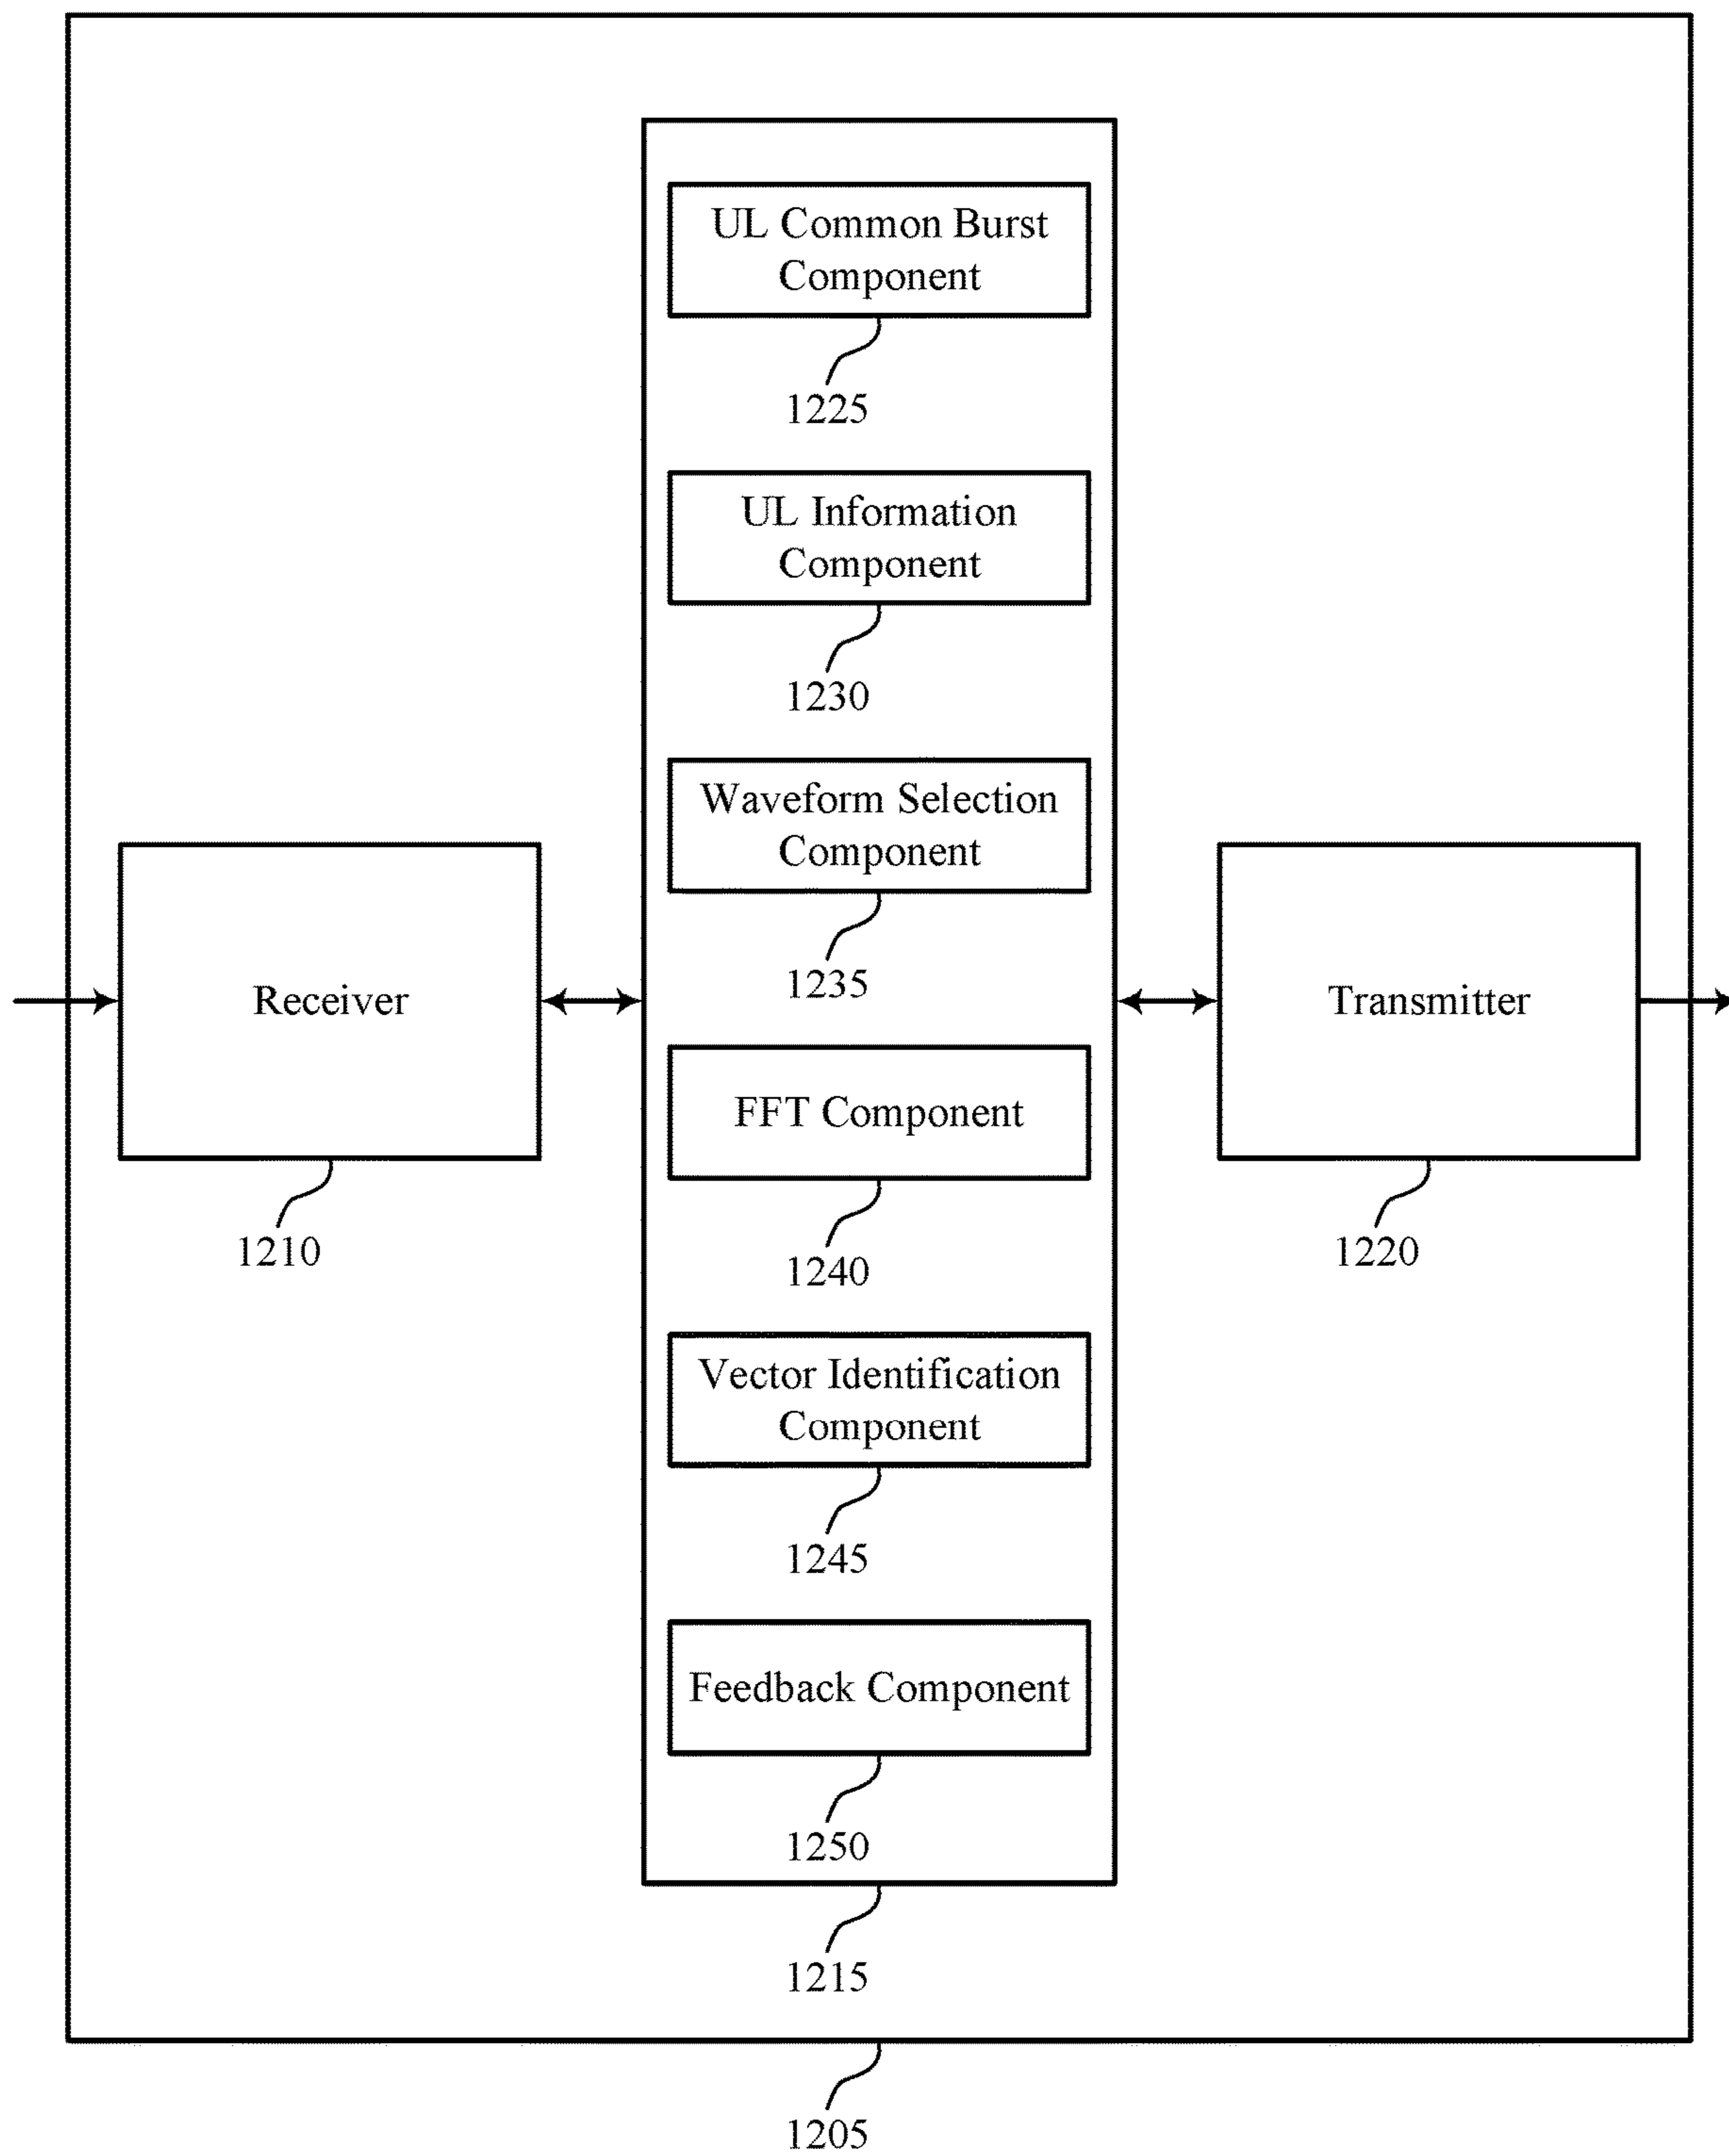 UL Common Burst
Component
1225
UL Information
Component
1230
Waveform Selection
Component
1235
Receiver
1210
FFT Component
1240
Transmitter
1220
Vector Identification
Component
1245
Feedback Component
1250
1215
1205